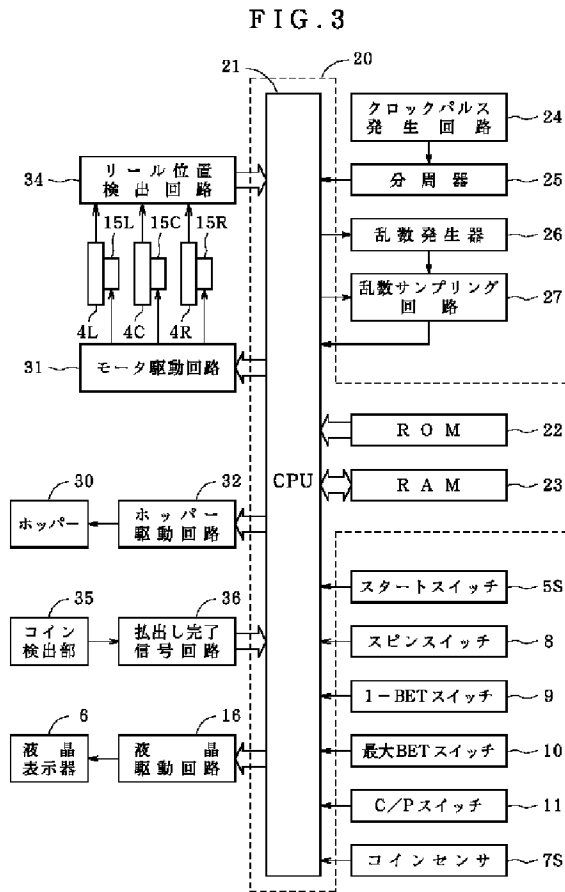 FIG.3
21
20
クロックパルス
発生回路
24
34
リール位置
検出回路
分周器
25
15L
15C
15R
乱数発生器
26
乱数サンプリング
回路
27
4L
4C
4R
31
モータ駆動回路
ROM
22
CPU
RAM
23
30
32
ホッパー
ホッパー
駆動回路
スタートスイッチ
5S
35
36
コイン
検出部
払出し完了
信号回路
スピンスイッチ
8
1-BETスイッチ
9
6
16
液晶
表示器
液晶
駆動回路
最大BETスイッチ
10
C/Pスイッチ
11
コインセンサ
7S